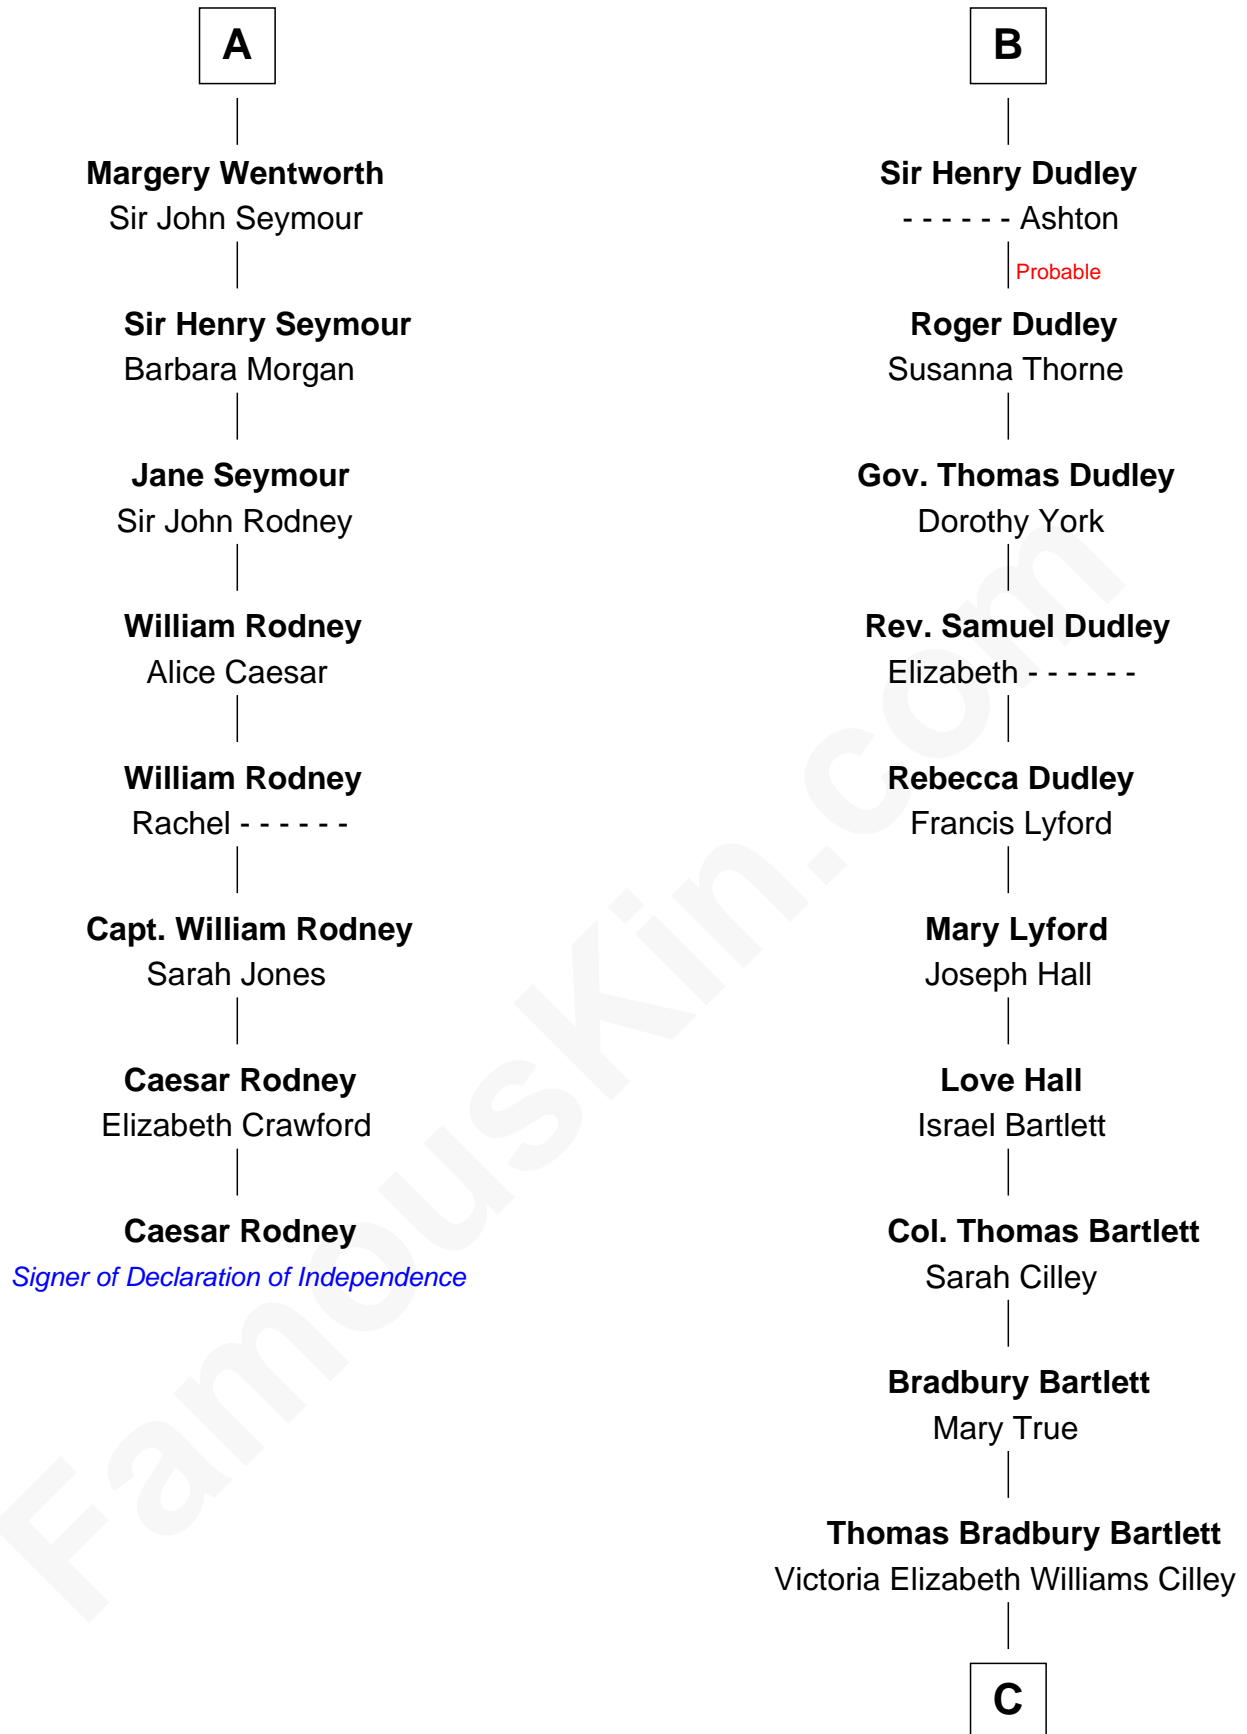 A
Margery Wentworth
Sir John Seymour
Sir Henry Seymour
Barbara Morgan
Jane Seymour
Sir John Rodney
William Rodney
Alice Caesar
William Rodney
Rachel - - - - - -
Capt. William Rodney
Sarah Jones
Caesar Rodney
Elizabeth Crawford
Caesar Rodney
Signer of Declaration of Independence
B
Sir Henry Dudley
- - - - - - Ashton
Probable
Roger Dudley
Susanna Thorne
Gov. Thomas Dudley
Dorothy York
Rev. Samuel Dudley
Elizabeth - - - - - -
Rebecca Dudley
Francis Lyford
Mary Lyford
Joseph Hall
Love Hall
Israel Bartlett
Col. Thomas Bartlett
Sarah Cilley
Bradbury Bartlett
Mary True
Thomas Bradbury Bartlett
Victoria Elizabeth Williams Cilley
C
FamousKin.com